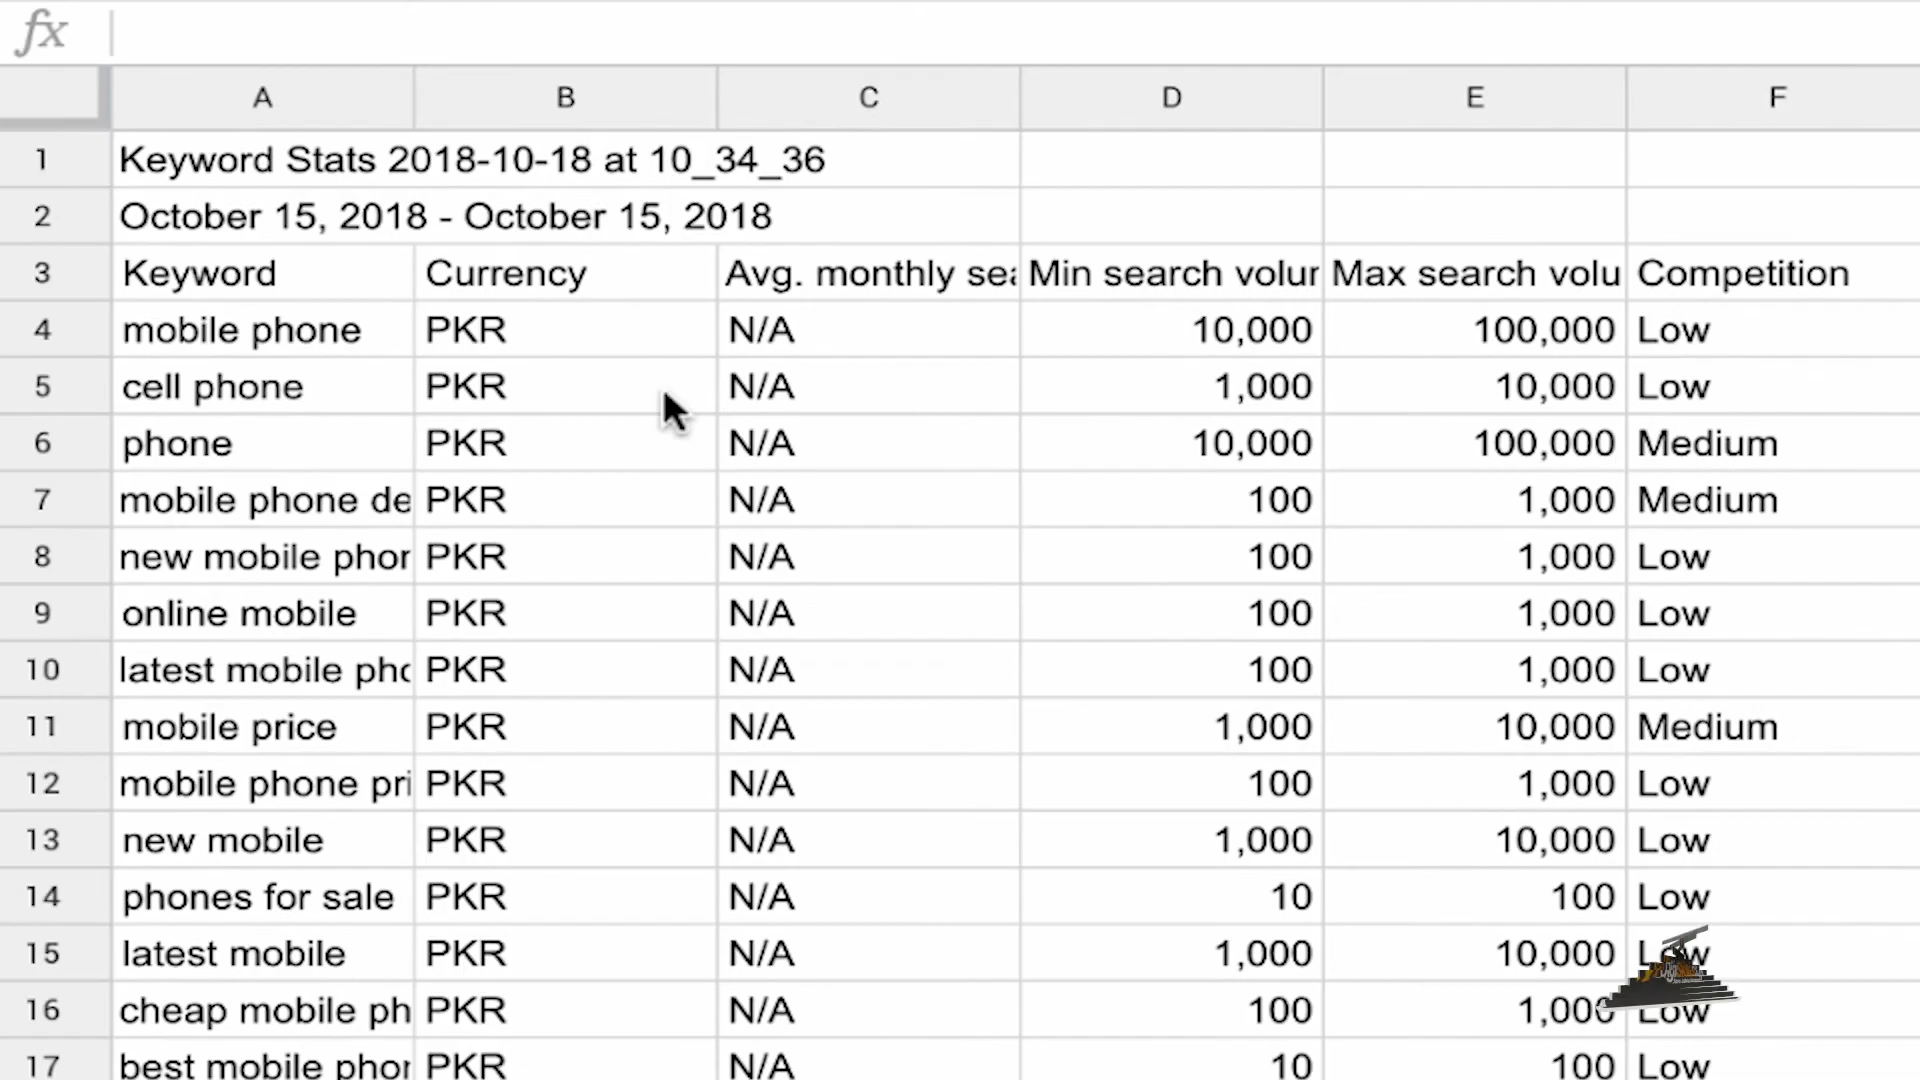 fx
A B C D E F
1 Keyword Stats 2018-10-18 at 10_34_36
2 October 15, 2018 - October 15, 2018
3 Keyword Currency Avg. monthly sea Min search volur Max search volu Competition
4 mobile phone PKR N/A 10,000 100,000 Low
5 cell phone PKR N/A 1,000 10,000 Low
6 phone PKR N/A 10,000 100,000 Medium
7 mobile phone de PKR N/A 100 1,000 Medium
8 new mobile phor PKR N/A 100 1,000 Low
9 online mobile PKR N/A 100 1,000 Low
10 latest mobile pho PKR N/A 100 1,000 Low
11 mobile price PKR N/A 1,000 10,000 Medium
12 mobile phone pri PKR N/A 100 1,000 Low
13 new mobile PKR N/A 1,000 10,000 Low
14 phones for sale PKR N/A 10 100 Low
15 latest mobile PKR N/A 1,000 10,000 Low
16 cheap mobile ph PKR N/A 100 1,000 Low
17 best mobile phor PKR N/A 10 100 Low